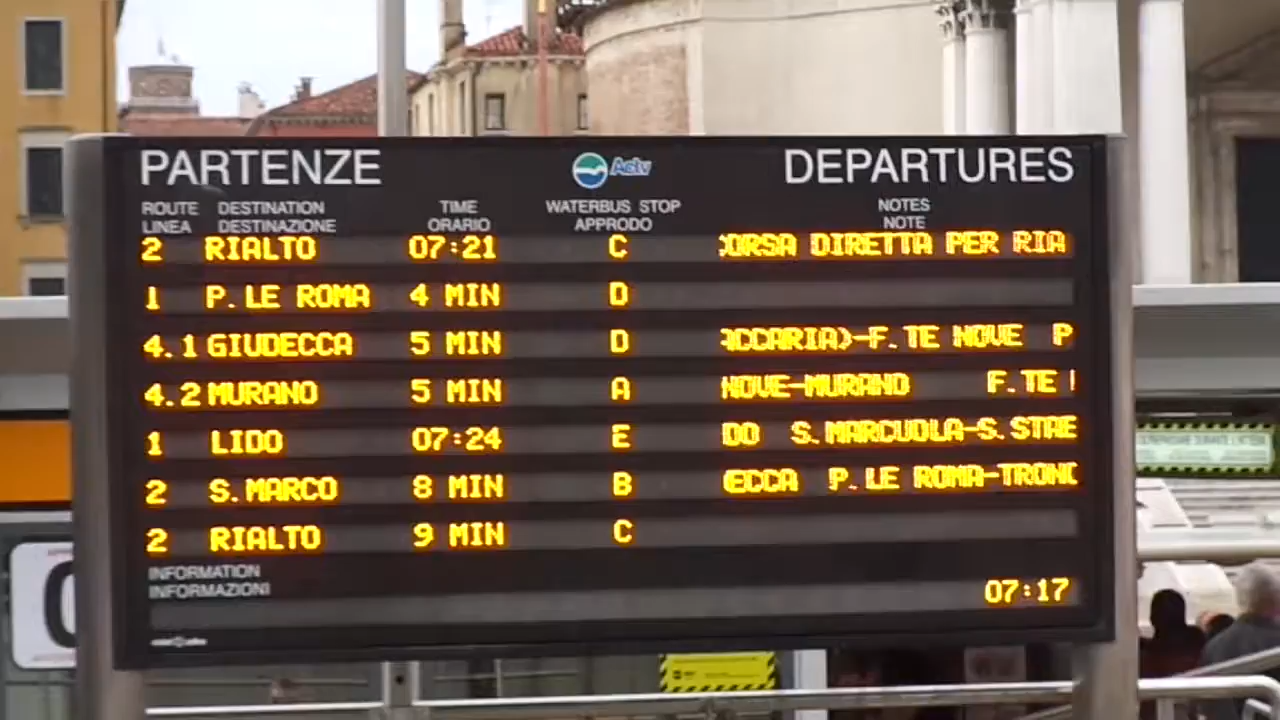 PARTENZE Actv DEPARTURES
ROUTE DESTINATION TIME WATERBUS STOP NOTES
LINEA DESTINAZIONE ORARIO APPRODO NOTE
2 RIALTO 07:21 C CORSA DIRETTA PER RIA
1 P.LE ROMA 4 MIN D
4.1 GIUDECCA 5 MIN D ACCARIA)-F.TE NOVE P
4.2 MURANO 5 MIN A NOVE-MURANO F.TE
1 LIDO 07:24 E DO S.MARCUOLA-S.STAE
2 S.MARCO 8 MIN B ECCA P.LE ROMA-TRONC
2 RIALTO 9 MIN C
INFORMATION
INFORMAZIONI
07:17